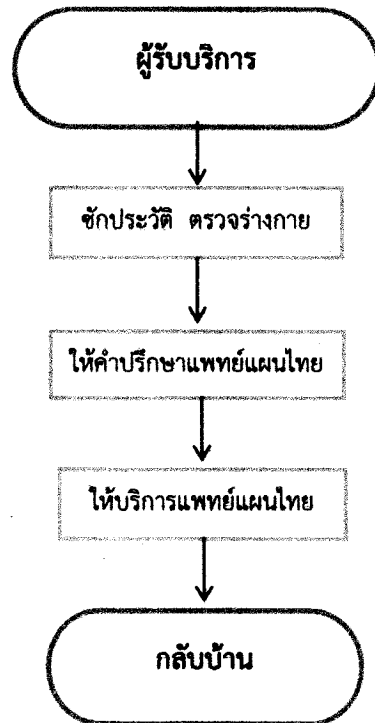 ผู้รับบริการ
ซักประวัติ ตรวจร่างกาย
ให้คำปรึกษาแพทย์แผนไทย
ให้บริการแพทย์แผนไทย
กลับบ้าน